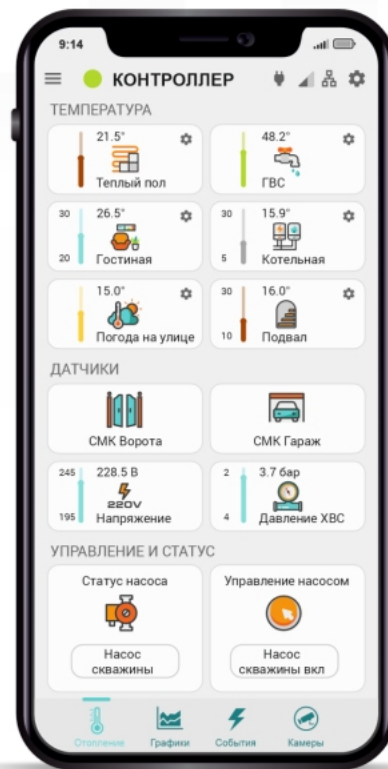 9:14
КОНТРОЛЛЕР
ТЕМПЕРАТУРА
21.5°
Теплый пол
48.2°
ГВС
30
26.5°
20
Гостиная
30
15.9°
5
Котельная
15.0°
Погода на улице
30
16.0°
10
Подвал
ДАТЧИКИ
СМК Ворота
СМК Гараж
245
228.5 В
220V
195
Напряжение
2
3.7 бар
4
Давление ХВС
УПРАВЛЕНИЕ И СТАТУС
Статус насоса
Насос
скважины
Управление насосом
Насос
скважины вкл
Отопление
Графики
События
Камеры